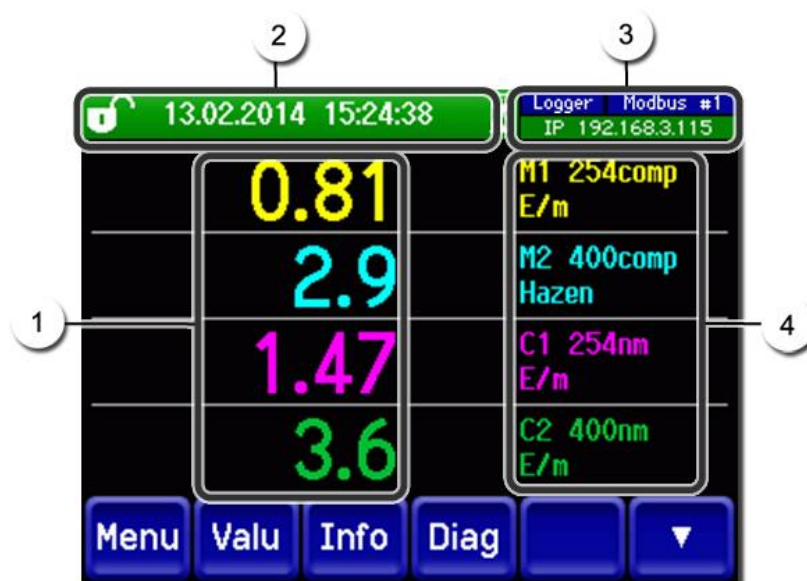 2
3
13.02.2014 15:24:38
Logger Modbus #1
IP 192.168.3.115
0.81
M1 254comp
E/m
2.9
M2 400comp
Hazen
1
4
1.47
C1 254nm
E/m
3.6
C2 400nm
E/m
Menu Valu Info Diag ▼